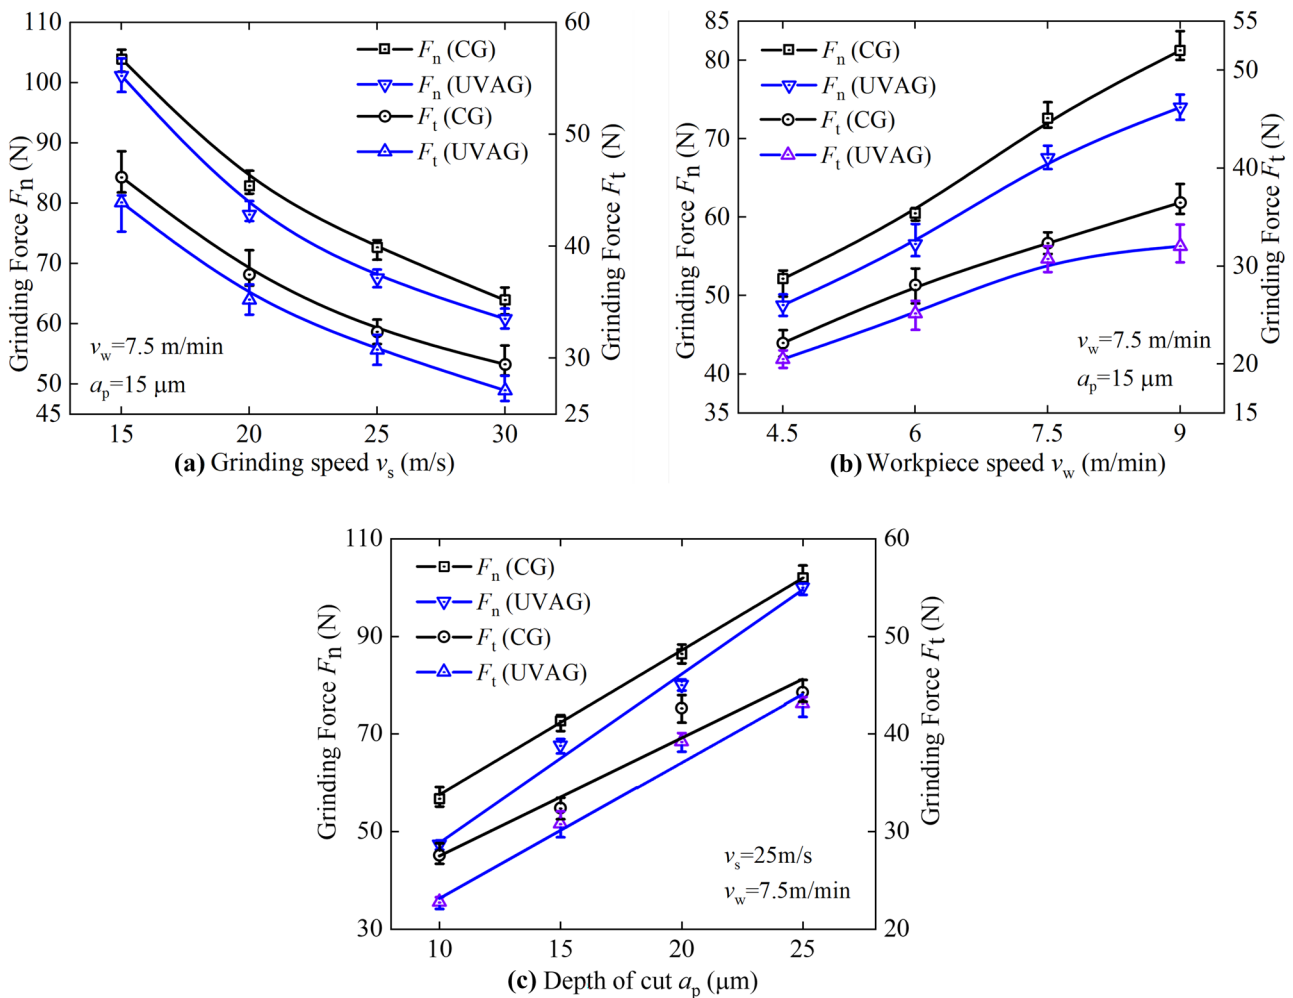 110
100
90
80
70
60
50
45
Grinding Force Fn (N)
Fn (CG)
Fn (UVAG)
Ft (CG)
Ft (UVAG)
vw=7.5 m/min
ap=15 μm
60
50
40
30
25
Grinding Force Ft (N)
15 20 25 30
(a) Grinding speed vs (m/s)
85
80
70
60
50
40
35
Grinding Force Fn (N)
Fn (CG)
Fn (UVAG)
Ft (CG)
Ft (UVAG)
vw=7.5 m/min
ap=15 μm
55
50
40
30
20
15
Grinding Force Ft (N)
4.5 6 7.5 9
(b) Workpiece speed vw (m/min)
110
90
70
50
30
Grinding Force Fn (N)
Fn (CG)
Fn (UVAG)
Ft (CG)
Ft (UVAG)
vs=25m/s
vw=7.5m/min
60
50
40
30
20
Grinding Force Ft (N)
10 15 20 25
(c) Depth of cut ap (μm)